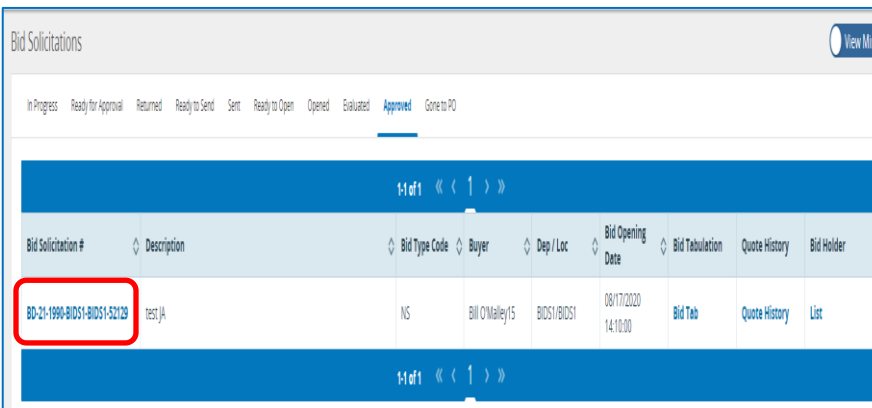 Bid Solicitations
View Mi
In Progress Ready for Approval Returned Ready to Send Sent Ready to Open Opened Evaluated Approved Gone to PO
1-1 of 1 « < 1 > »
Bid Solicitation # Description Bid Type Code Buyer Dep / Loc Bid Opening Date Bid Tabulation Quote History Bid Holder
BD-21-1990-BIDS1-BIDS1-52129 test JA NS Bill O'Malley15 BIDS1/BIDS1 08/17/2020 14:10:00 Bid Tab Quote History List
1-1 of 1 « < 1 > »